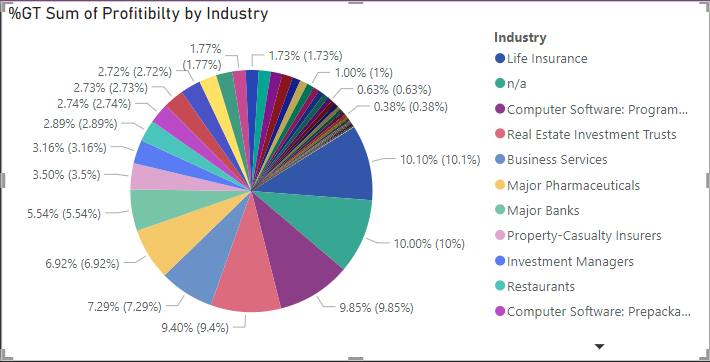 %GT Sum of Profitibilty by Industry
1.77%
(1.77%)
1.73% (1.73%)
2.72% (2.72%)
1.00% (1%)
2.73% (2.73%)
0.63% (0.63%)
2.74% (2.74%)
0.38% (0.38%)
2.89% (2.89%)
3.16% (3.16%)
10.10% (10.1%)
3.50% (3.5%)
5.54% (5.54%)
10.00% (10%)
6.92% (6.92%)
7.29% (7.29%)
9.85% (9.85%)
9.40% (9.4%)
Industry
Life Insurance
n/a
Computer Software: Program...
Real Estate Investment Trusts
Business Services
Major Pharmaceuticals
Major Banks
Property-Casualty Insurers
Investment Managers
Restaurants
Computer Software: Prepacka...